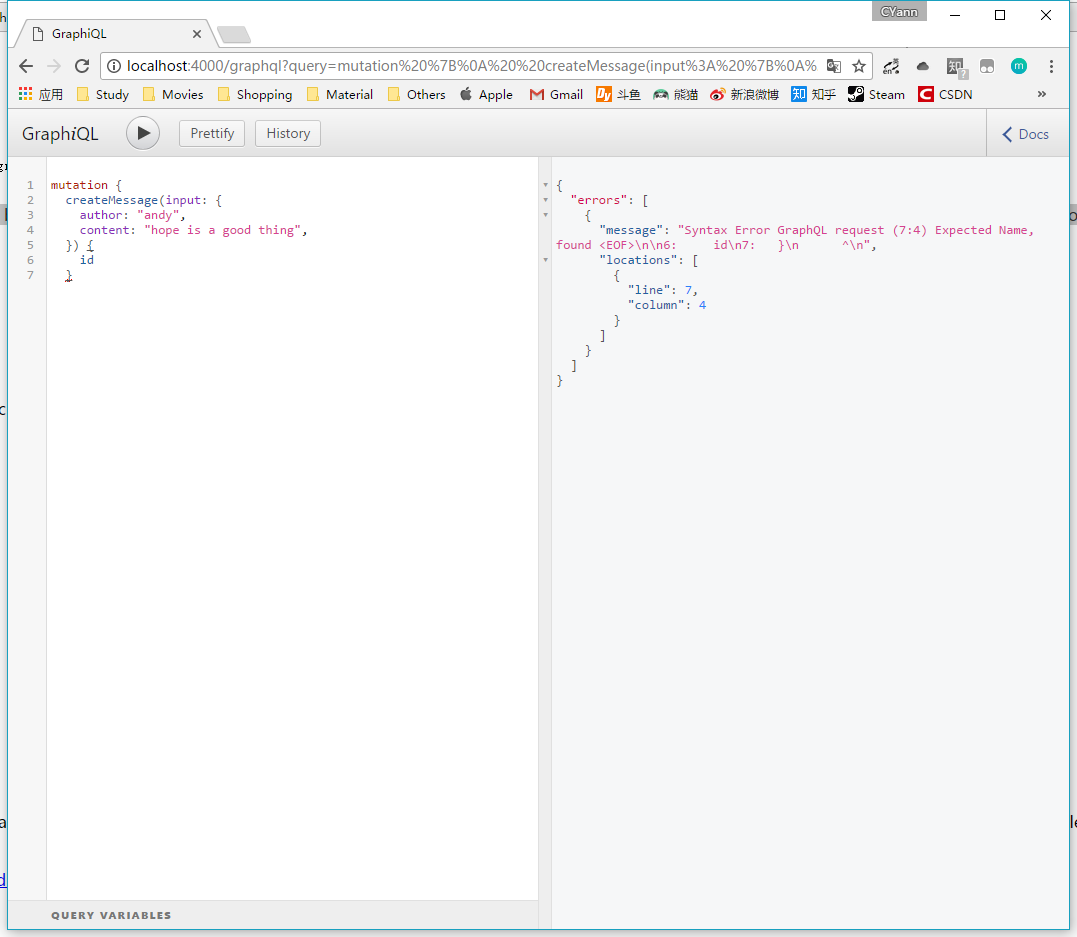 CYann
GraphiQL
localhost:4000/graphql?query=mutation%20%7B%0A%20%20createMessage(input%3A%20%7B%0A%
应用 Study Movies Shopping Material Others Apple Gmail 斗鱼 熊猫 新浪微博 知 知乎 Steam CSDN »
GraphiQL Prettify History Docs
1 mutation {
2 createMessage(input: {
3 author: "andy",
4 content: "hope is a good thing",
5 }) {
6 id
7 }
{
"errors": [
{
"message": "Syntax Error GraphQL request (7:4) Expected Name,
found <EOF>\n\n6:     id\n7:   }\n      ^\n",
"locations": [
{
"line": 7,
"column": 4
}
]
}
]
}
QUERY VARIABLES